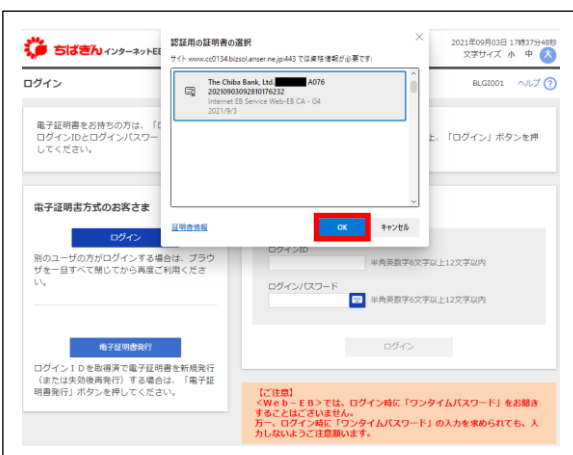 ちばぎん インターネットEB
2021年09月03日 17時37分48秒
文字サイズ 小 中 大
ログイン
BLGI001 ヘルプ ?
認証用の証明書の選択
サイト www.cc0134.bizsol.anser.ne.jp:443 では資格情報が必要です:
The Chiba Bank, Ltd. A076
20210903092810176232
Internet EB Service Web-EB CA - G4
2021/9/3
証明書情報
OK
キャンセル
電子証明書をお持ちの方は、「ロ
ログインIDとログインパスワー
上、「ログイン」ボタンを押
してください。
電子証明書方式のお客さま
ログイン
別のユーザの方がログインする場合は、ブラウ
ザを一旦すべて閉じてから再度ご利用くださ
い。
電子証明書発行
ログインＩＤを取得済で電子証明書を新規発行
（または失効後再発行）する場合は、「電子証
明書発行」ボタンを押してください。
ログインID
半角英数字6文字以上12文字以内
ログインパスワード
半角英数字6文字以上12文字以内
ログイン
【ご注意】
＜Ｗｅｂ－ＥＢ＞では、ログイン時に「ワンタイムパスワード」をお聞き
することはございません。
万一、ログイン時に「ワンタイムパスワード」の入力を求められても、入
力しないようご注意願います。